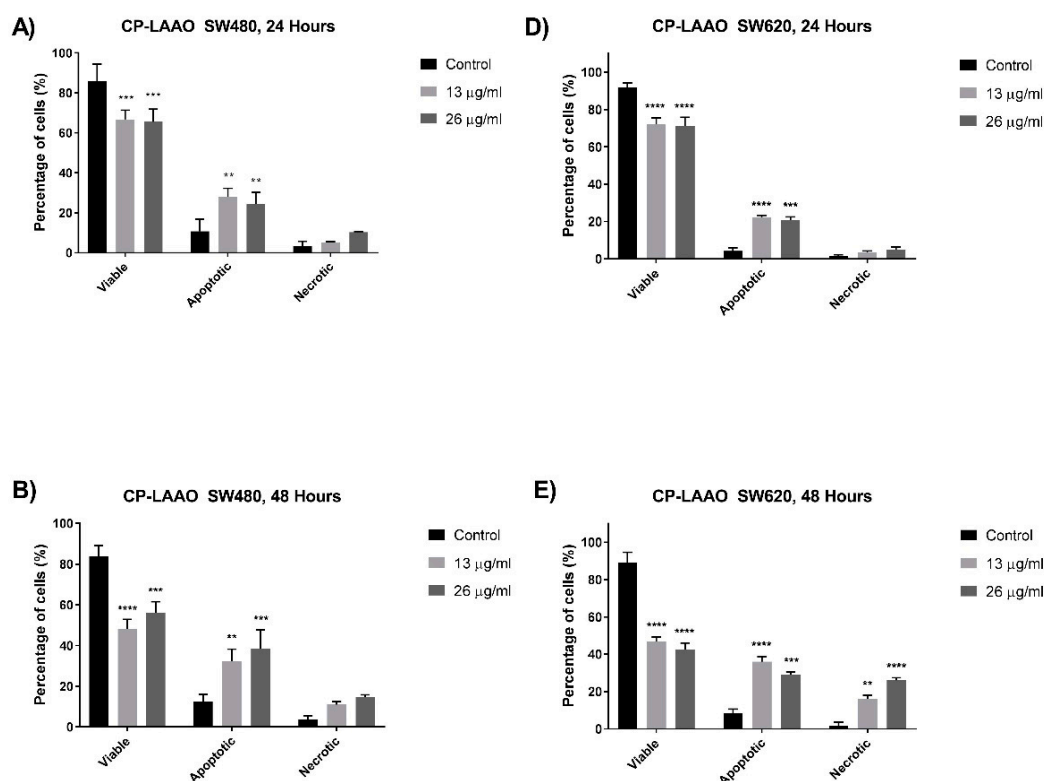 A)
CP-LAAO SW480, 24 Hours
Percentage of cells (%)
100
80
60
40
20
0
*** ***
** **
Viable
Apoptotic
Necrotic
Control
13 µg/ml
26 µg/ml
D)
CP-LAAO SW620, 24 Hours
Percentage of cells (%)
100
80
60
40
20
0
**** ****
**** ***
Viable
Apoptotic
Necrotic
Control
13 µg/ml
26 µg/ml
B)
CP-LAAO SW480, 48 Hours
Percentage of cells (%)
100
80
60
40
20
0
**** ***
** ***
Viable
Apoptotic
Necrotic
Control
13 µg/ml
26 µg/ml
E)
CP-LAAO SW620, 48 Hours
Percentage of cells (%)
100
80
60
40
20
0
**** ****
**** ***
** ****
Viable
Apoptotic
Necrotic
Control
13 µg/ml
26 µg/ml